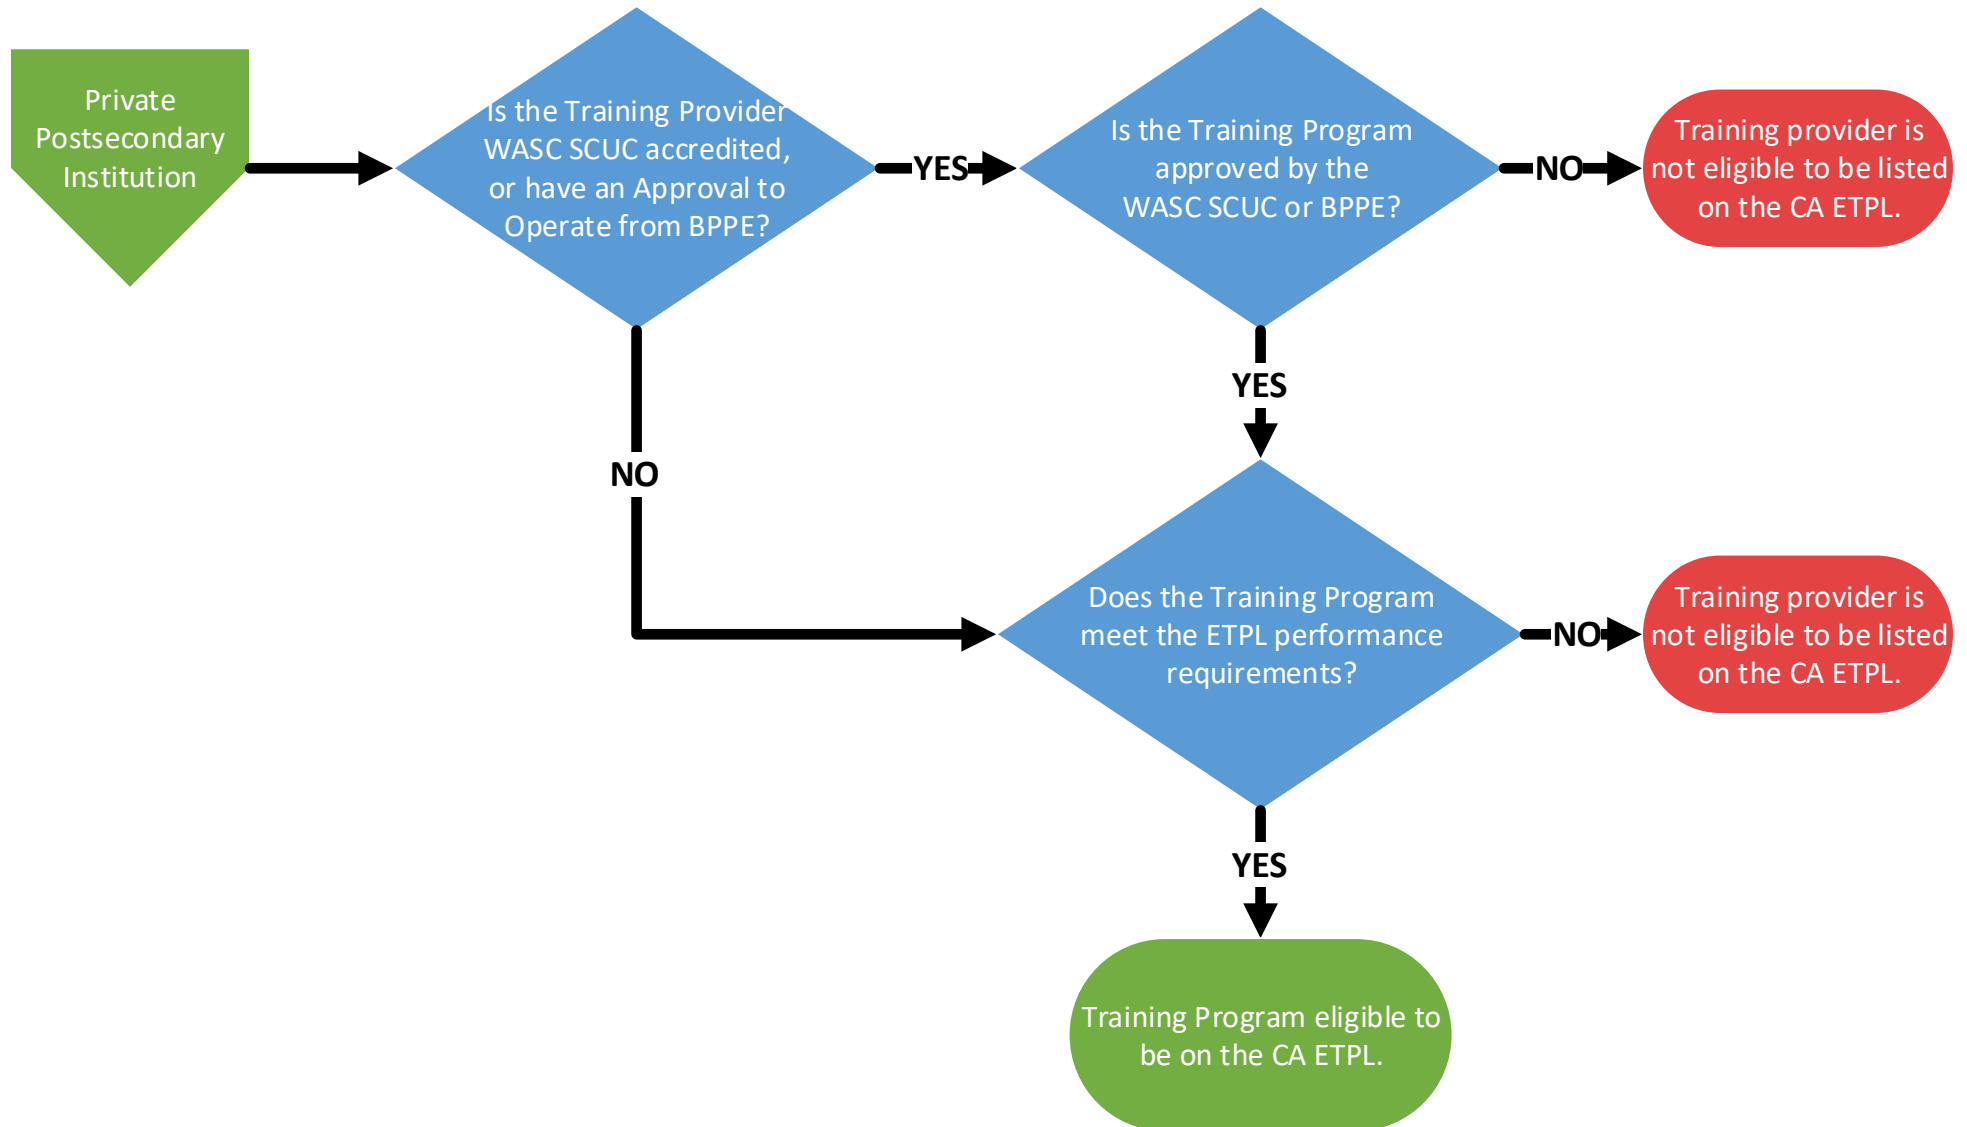 Private
Postsecondary
Institution
Is the Training Provider
WASC SCUC accredited,
or have an Approval to
Operate from BPPE?
YES
Is the Training Program
approved by the
WASC SCUC or BPPE?
NO
Training provider is
not eligible to be listed
on the CA ETPL.
YES
NO
Does the Training Program
meet the ETPL performance
requirements?
NO
Training provider is
not eligible to be listed
on the CA ETPL.
YES
Training Program eligible to
be on the CA ETPL.